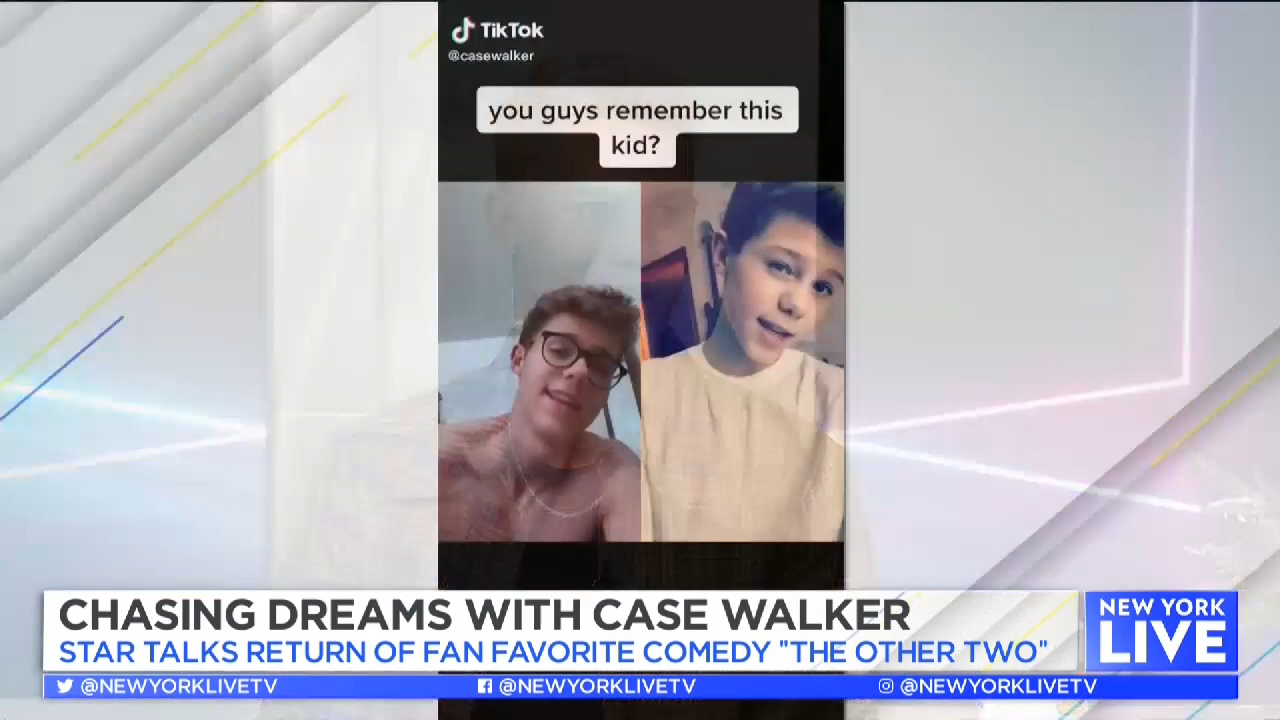 TikTok
@casewalker
you guys remember this
kid?
CHASING DREAMS WITH CASE WALKER
STAR TALKS RETURN OF FAN FAVORITE COMEDY "THE OTHER TWO"
NEW YORK
LIVE
@NEWYORKLIVETV
@NEWYORKLIVETV
@NEWYORKLIVETV